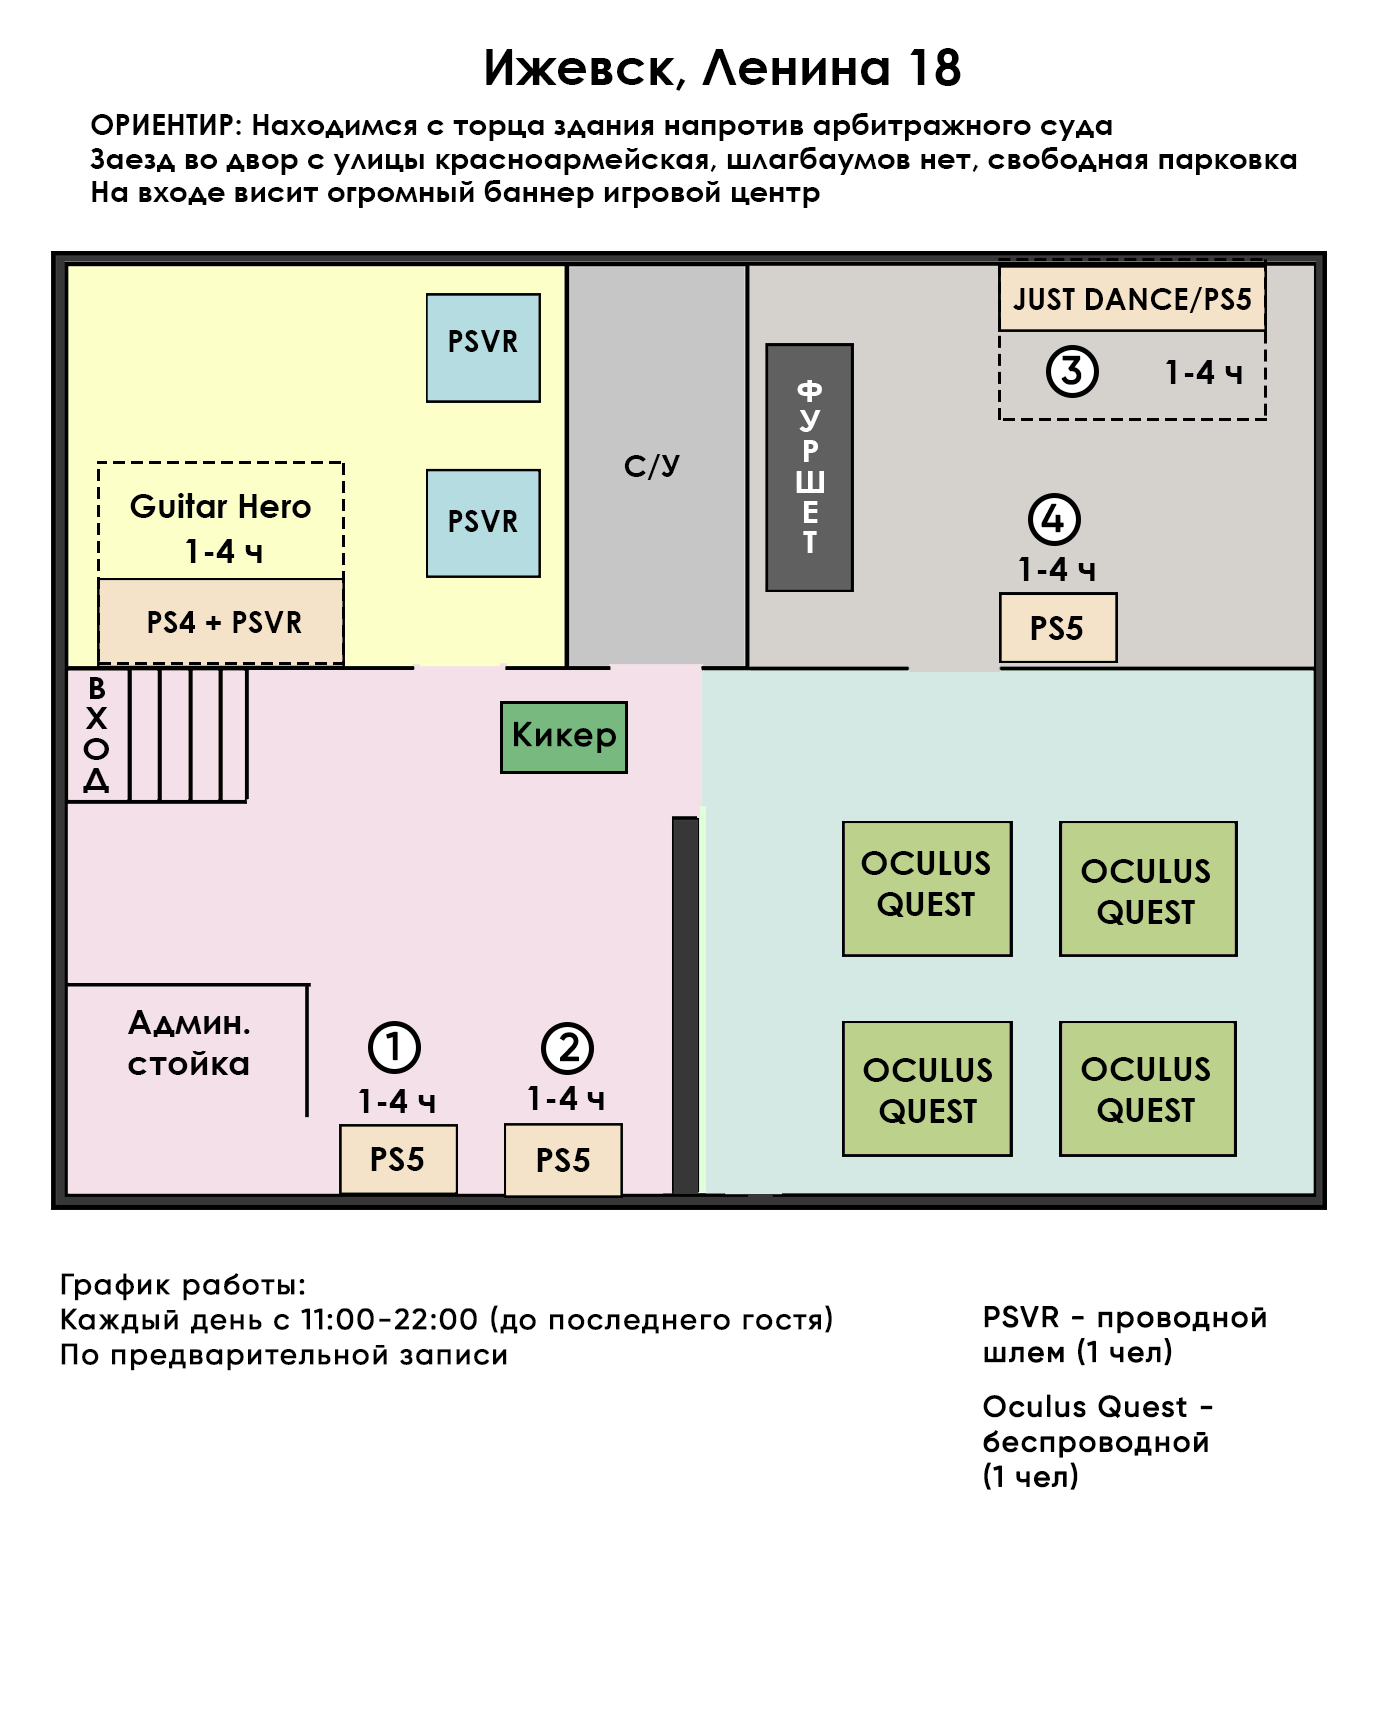 Ижевск, Ленина 18
ОРИЕНТИР: Находимся с торца здания напротив арбитражного суда
Заезд во двор с улицы красноармейская, шлагбаумов нет, свободная парковка
На входе висит огромный баннер игровой центр
PSVR
PSVR
Guitar Hero
1-4 ч
PS4 + PSVR
С/У
ФУРШЕТ
JUST DANCE/PS5
3 1-4 ч
4
1-4 ч
PS5
ВХОД
Кикер
OCULUS
QUEST
OCULUS
QUEST
OCULUS
QUEST
OCULUS
QUEST
Админ.
стойка
1
1-4 ч
PS5
2
1-4 ч
PS5
График работы:
Каждый день с 11:00-22:00 (до последнего гостя)
По предварительной записи
PSVR - проводной
шлем (1 чел)
Oculus Quest -
беспроводной
(1 чел)